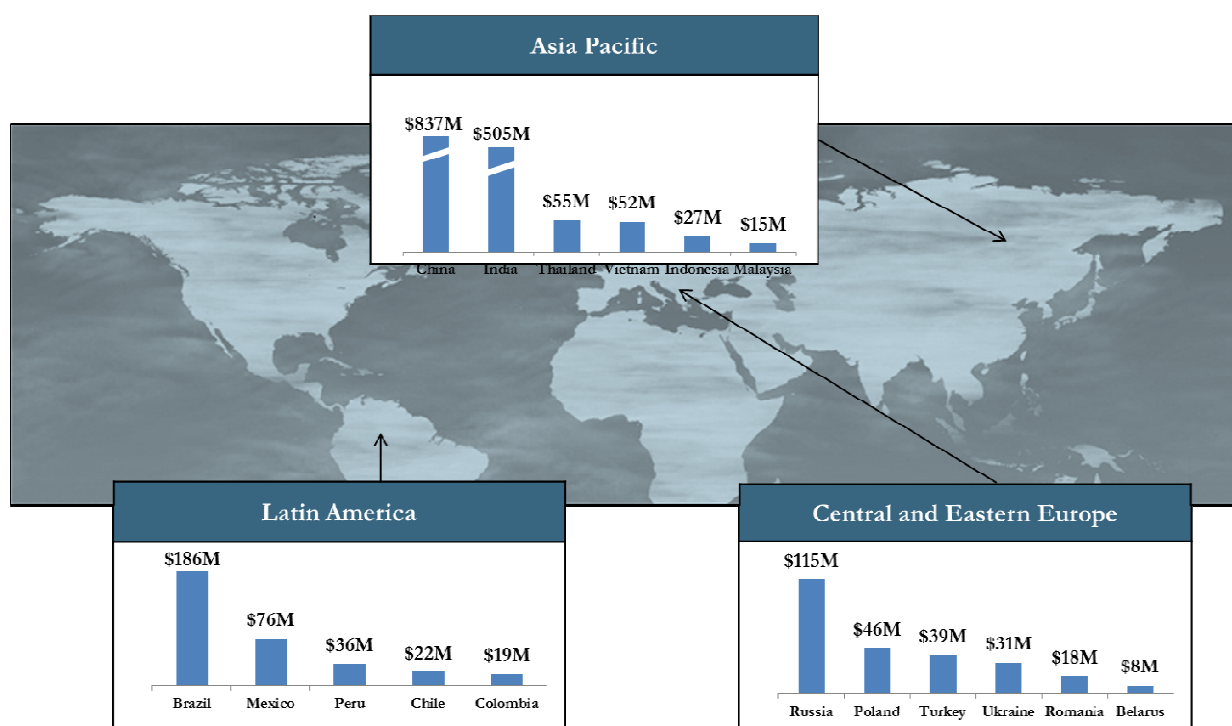 Asia Pacific
$837M $505M $55M $52M $27M $15M
China India Thailand Vietnam Indonesia Malaysia
Latin America
$186M $76M $36M $22M $19M
Brazil Mexico Peru Chile Colombia
Central and Eastern Europe
$115M $46M $39M $31M $18M $8M
Russia Poland Turkey Ukraine Romania Belarus